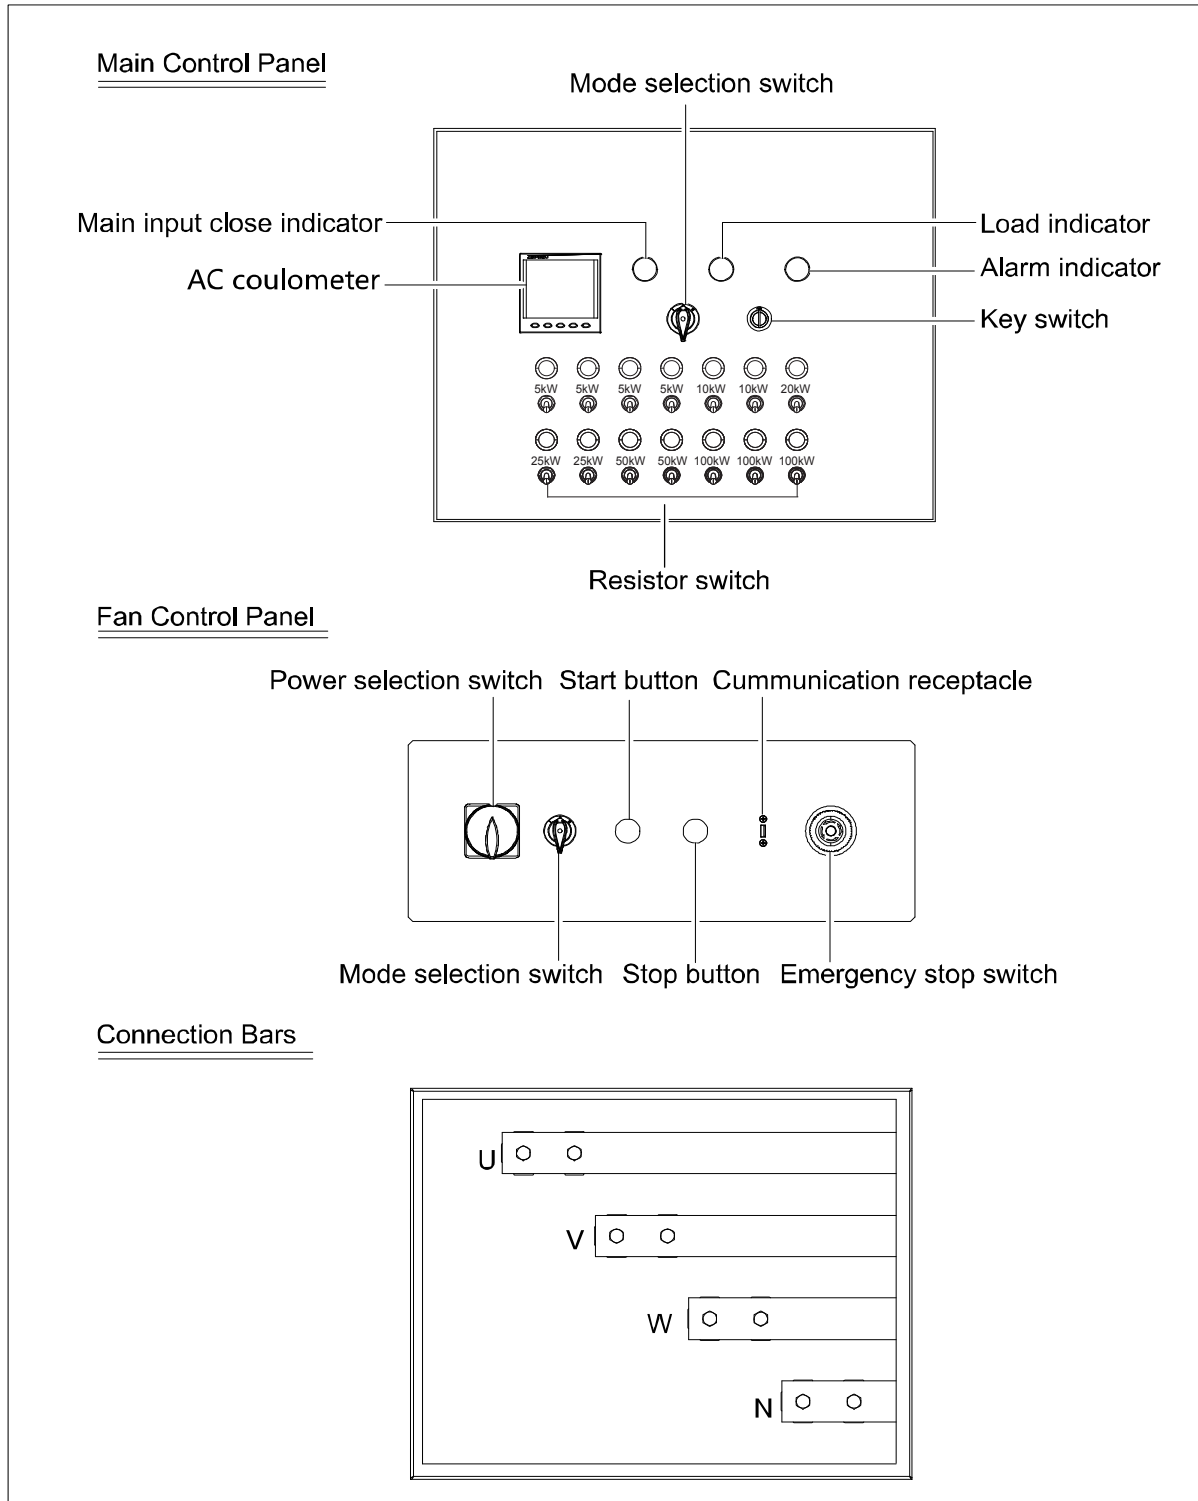 Main Control Panel
Mode selection switch
Main input close indicator
Load indicator
AC coulometer
Alarm indicator
Key switch
5kW 5kW 5kW 5kW 10kW 10kW 20kW
25kW 25kW 50kW 50kW 100kW 100kW 100kW
Resistor switch
Fan Control Panel
Power selection switch Start button Cummunication receptacle
Mode selection switch Stop button Emergency stop switch
Connection Bars
U
V
W
N